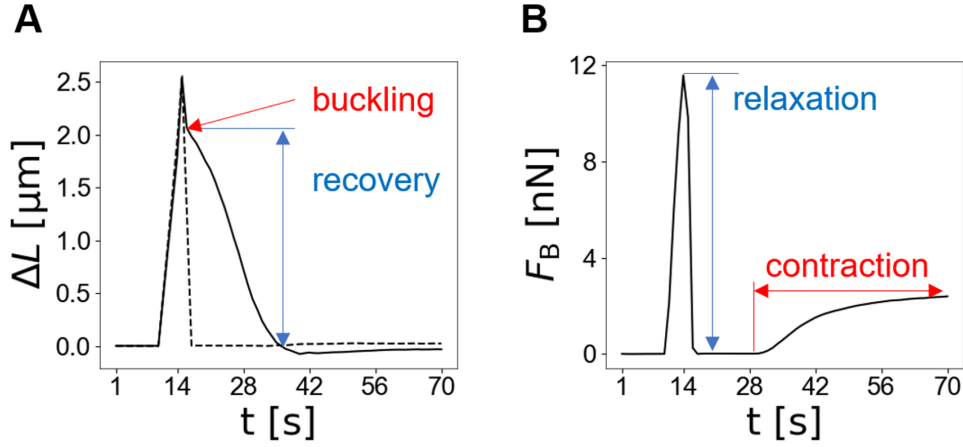 A
B
2.5
2.0
1.5
1.0
0.5
0.0
ΔL [μm]
buckling
recovery
1 14 28 42 56 70
t [s]
12
8
4
0
F_B [nN]
relaxation
contraction
1 14 28 42 56 70
t [s]